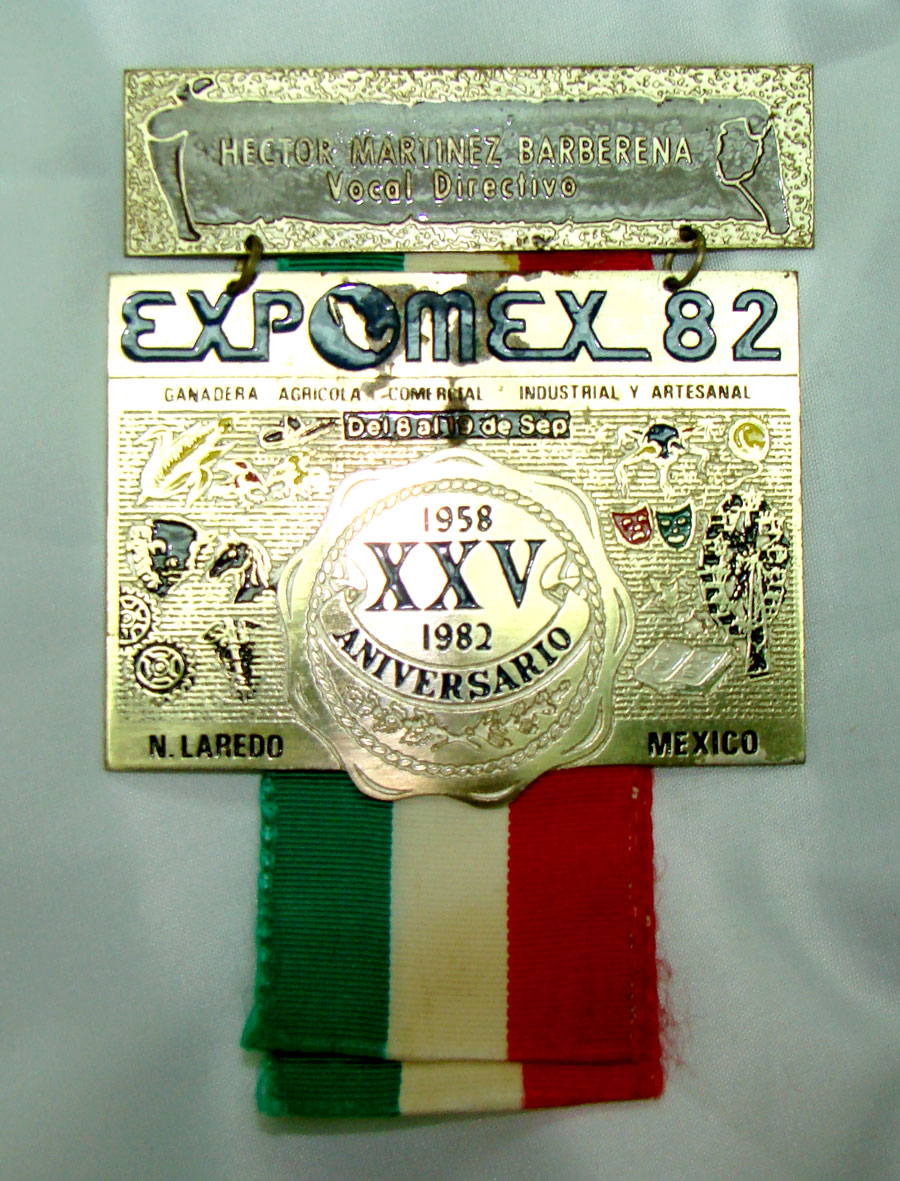 HECTOR MARTINEZ BARBERENA
Vocal Directivo
EXPOMEX 82
GANADERA AGRICOLA COMERCIAL INDUSTRIAL Y ARTESANAL
Del 8 al 19 de Sep
1958
XXV
1982
ANIVERSARIO
N. LAREDO MEXICO